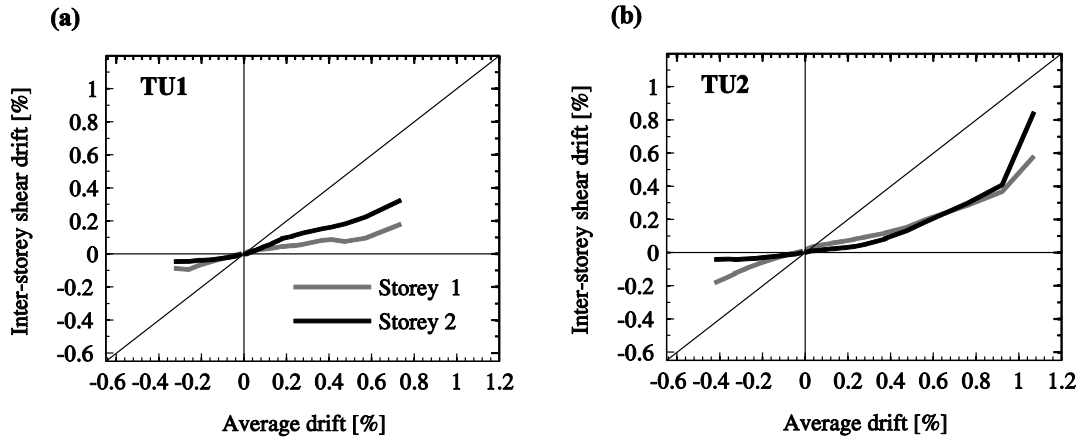 (a)
TU1
Inter-storey shear drift [%]
1
0.8
0.6
0.4
0.2
0
-0.2
-0.4
-0.6
Storey 1
Storey 2
-0.6 -0.4 -0.2 0 0.2 0.4 0.6 0.8 1 1.2
Average drift [%]
(b)
TU2
Inter-storey shear drift [%]
1
0.8
0.6
0.4
0.2
0
-0.2
-0.4
-0.6
-0.6 -0.4 -0.2 0 0.2 0.4 0.6 0.8 1 1.2
Average drift [%]